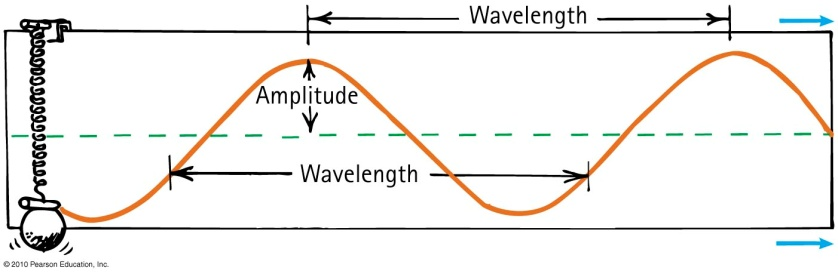 Wavelength
Amplitude
Wavelength
© 2010 Pearson Education, Inc.